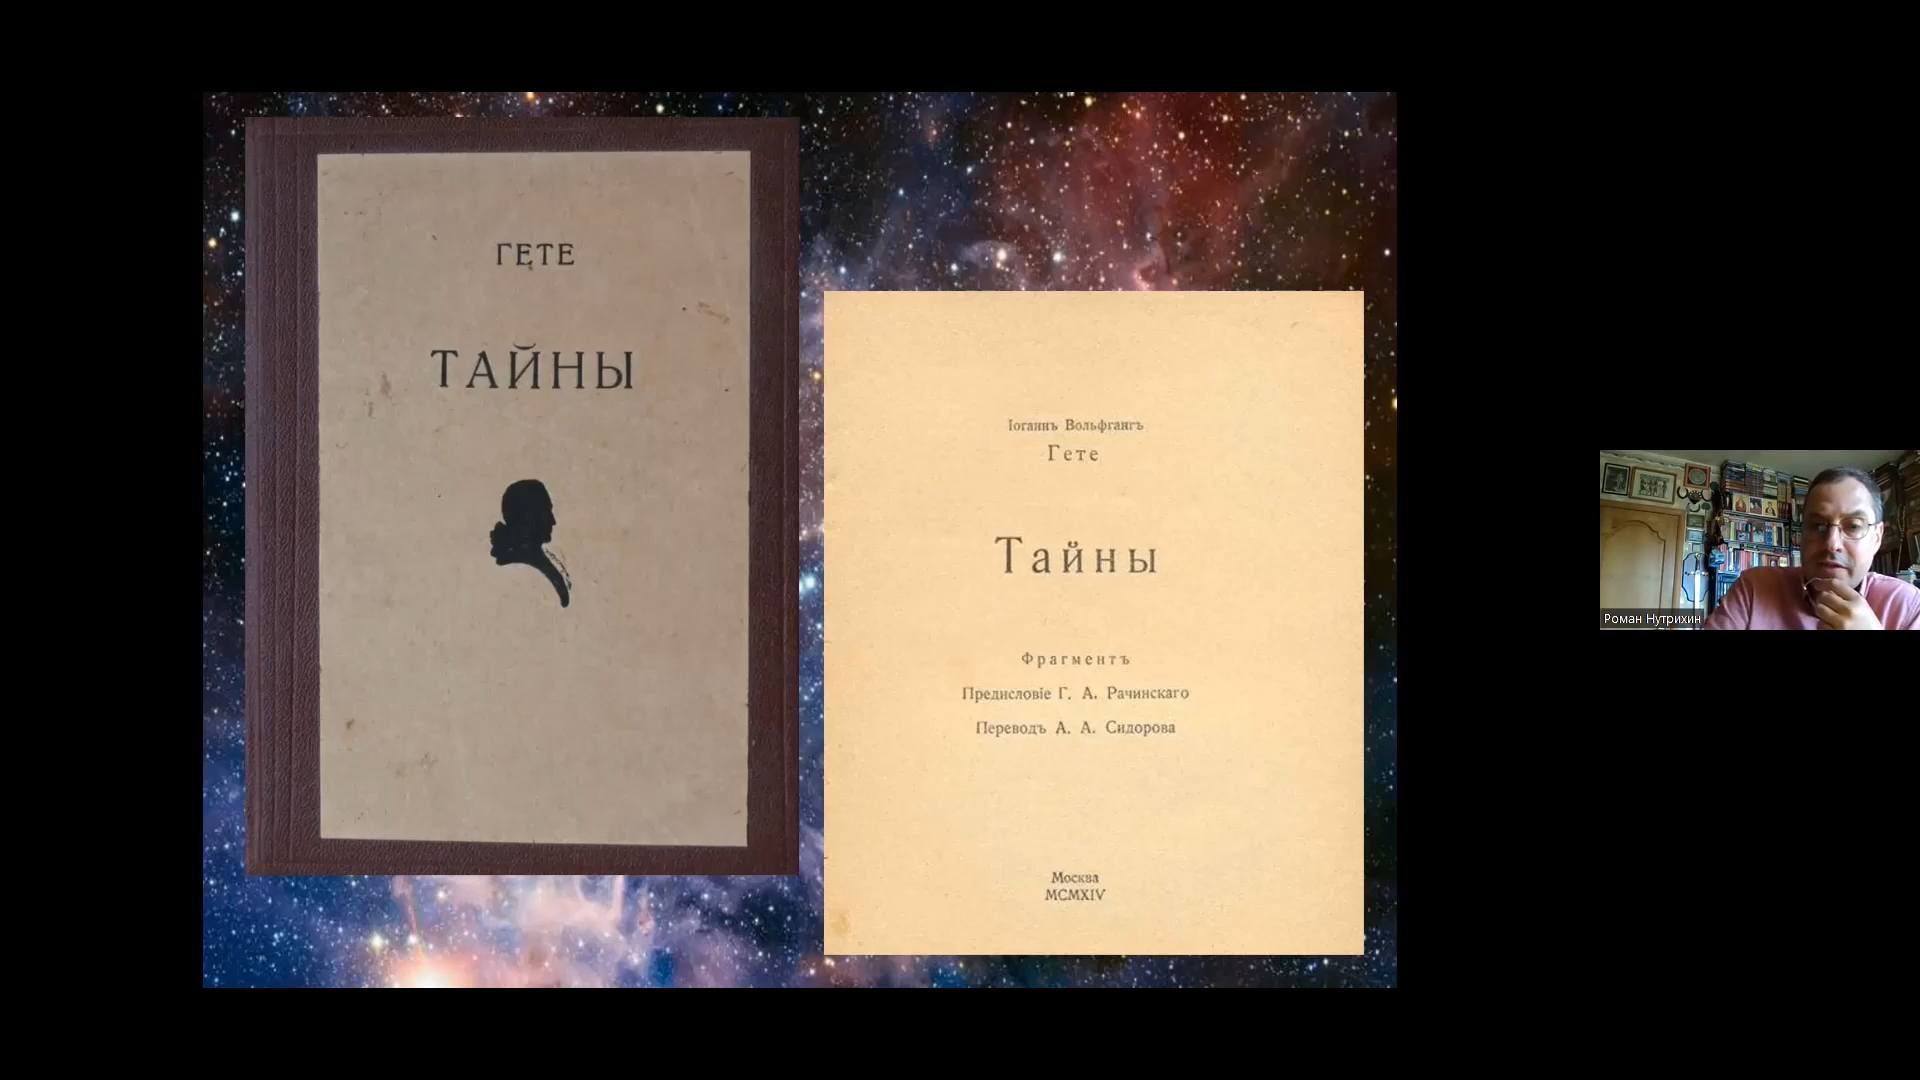 ГЕТЕ
ТАЙНЫ
Іоганнъ Вольфгангъ
Гете
Тайны
Фрагментъ
Предисловіе Г. А. Рачинскаго
Переводъ А. А. Сидорова
Москва
MCMXIV
Роман Нутрихин